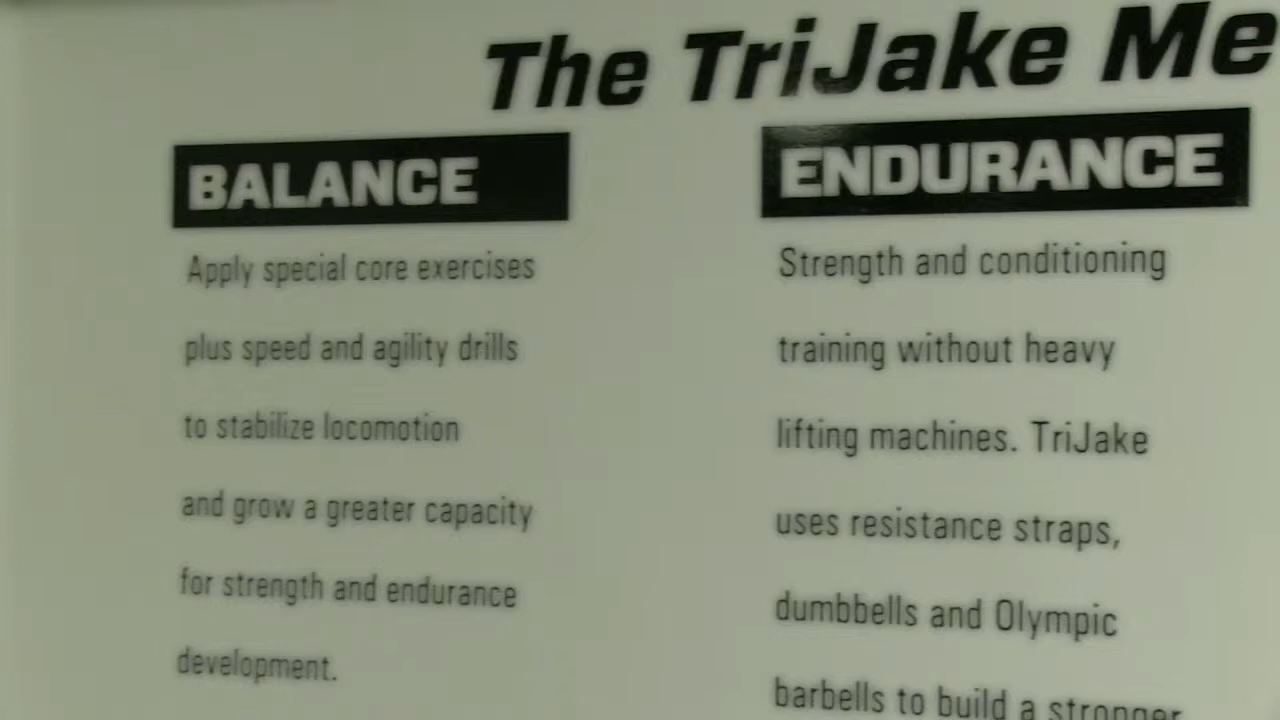 The TriJake Me
BALANCE
Apply special core exercises
plus speed and agility drills
to stabilize locomotion
and grow a greater capacity
for strength and endurance
development.
ENDURANCE
Strength and conditioning
training without heavy
lifting machines. TriJake
uses resistance straps,
dumbbells and Olympic
barbells to build a stronger